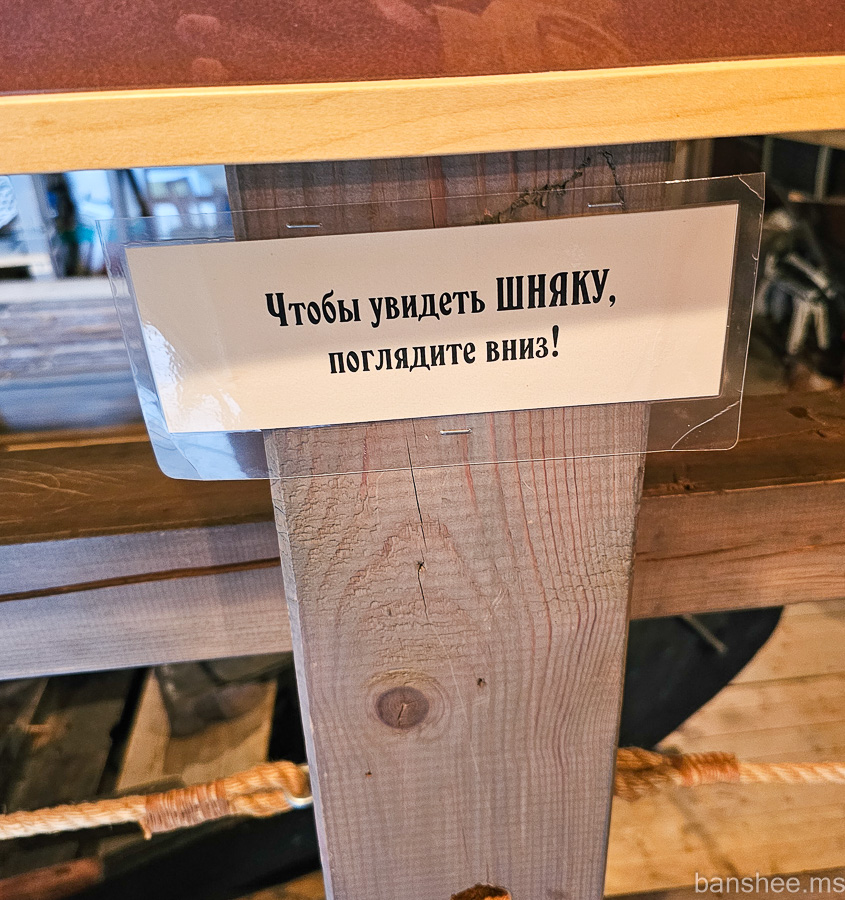 Чтобы увидеть ШНЯКУ,
поглядите вниз!
banshee.ms